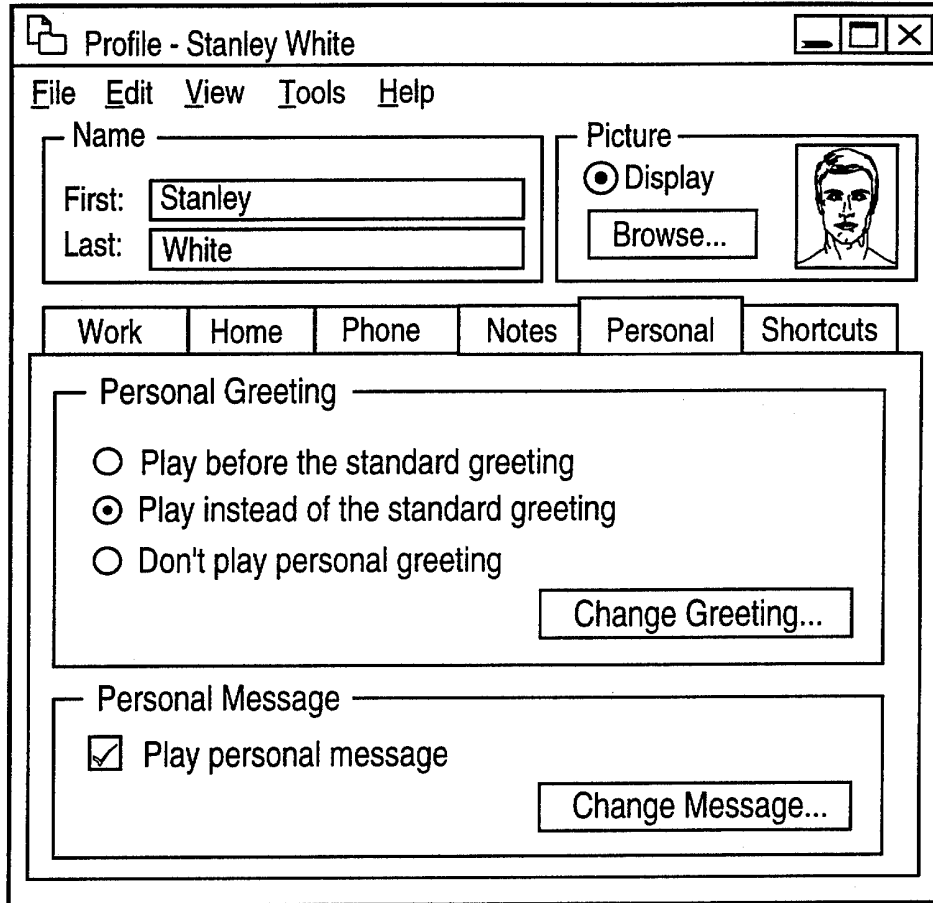 Profile - Stanley White
File Edit View Tools Help
Name
First: Stanley
Last: White
Picture
Display
Browse...
Work Home Phone Notes Personal Shortcuts
Personal Greeting
Play before the standard greeting
Play instead of the standard greeting
Don't play personal greeting
Change Greeting...
Personal Message
Play personal message
Change Message...